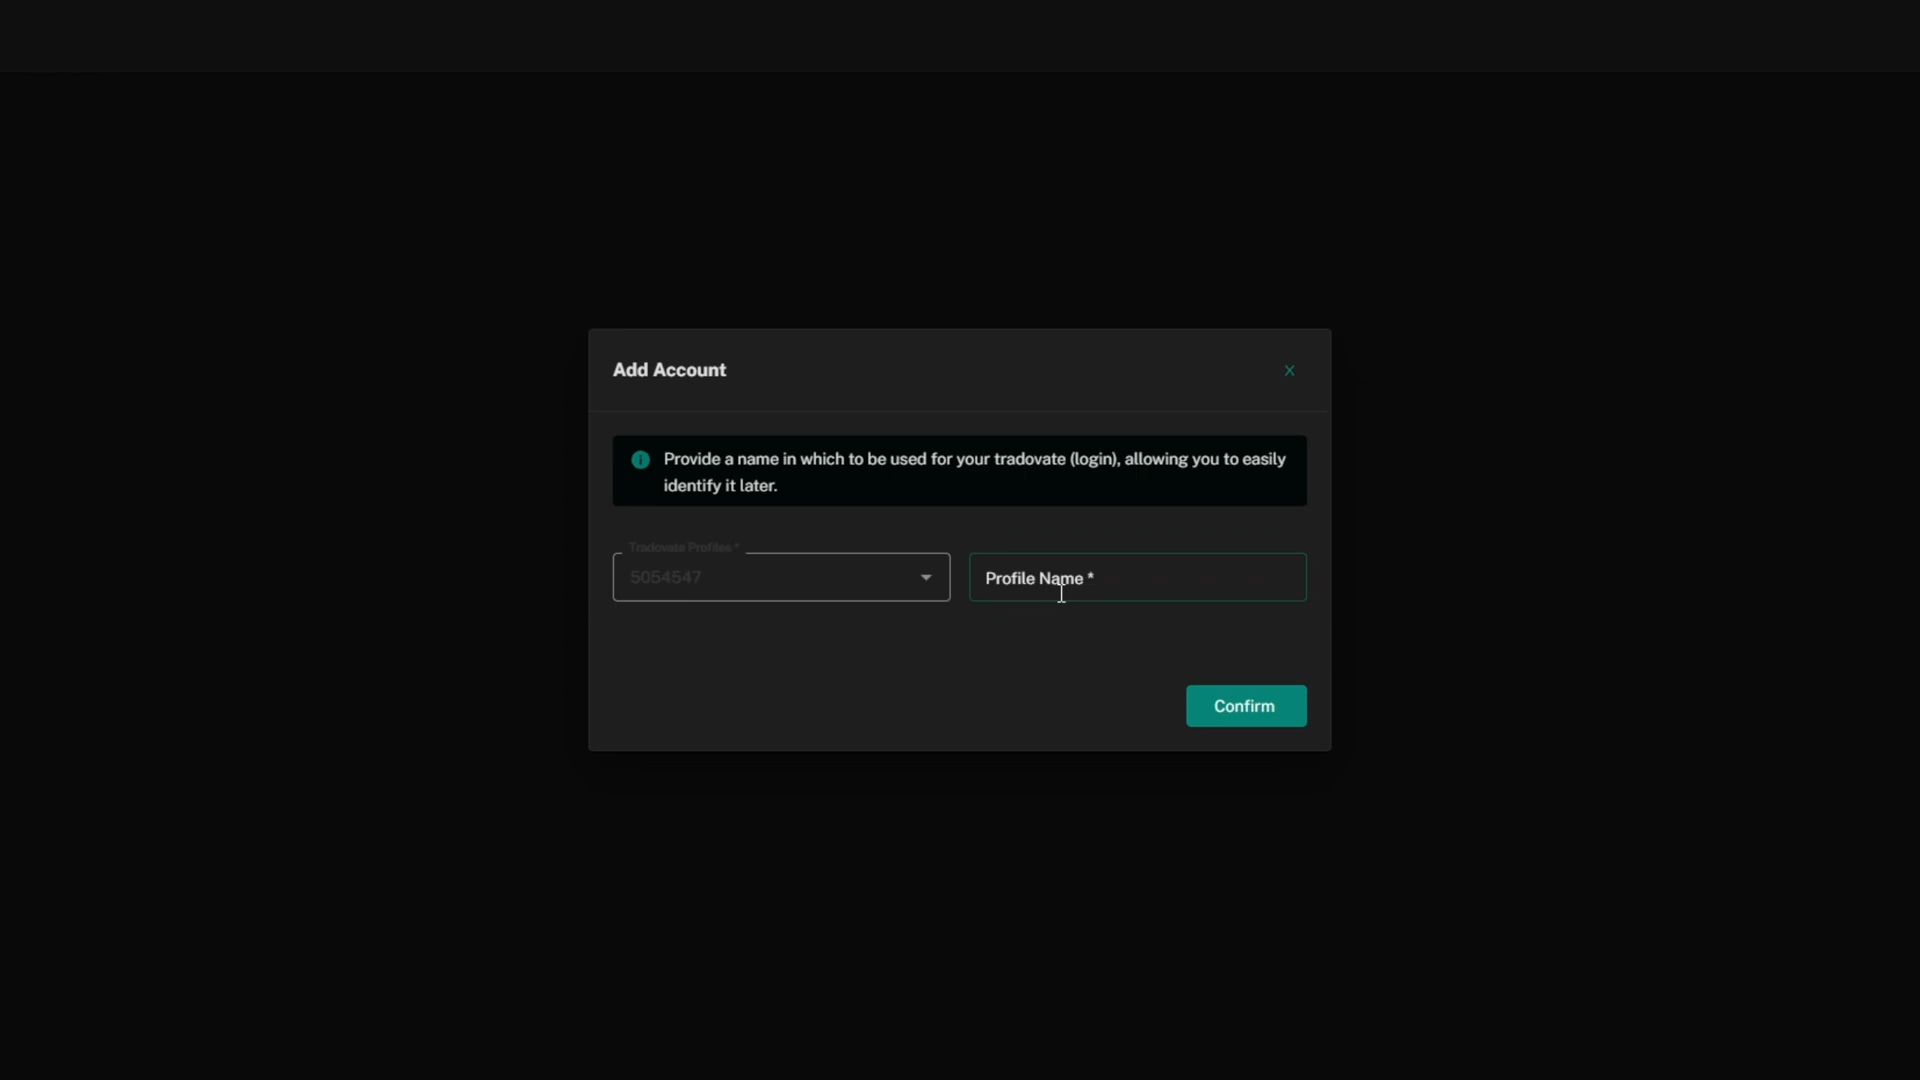 Add Account
Provide a name in which to be used for your tradovate (login), allowing you to easily
identify it later.
Tradovate Profiles *
5054547
Profile Name *
Confirm